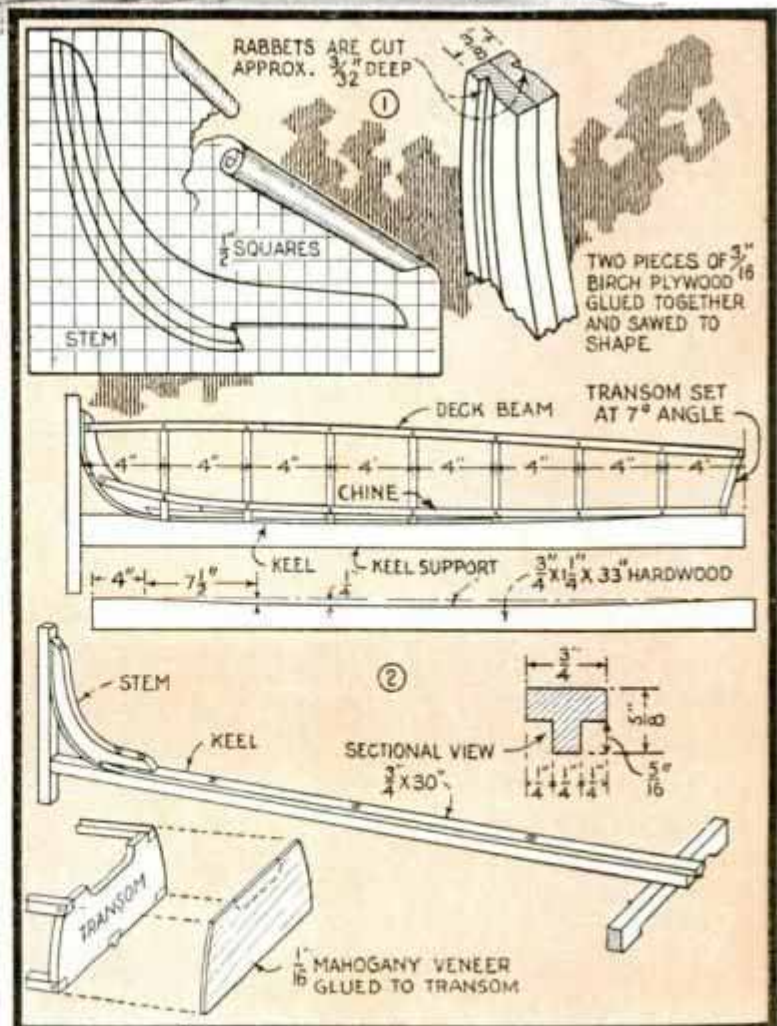 RABBETS ARE CUT
APPROX. 3/32" DEEP
①
1/2" SQUARES
STEM
TWO PIECES OF 3/16"
BIRCH PLYWOOD
GLUED TOGETHER
AND SAWED TO
SHAPE
DECK BEAM
TRANSOM SET
AT 7° ANGLE
4" 4" 4" 4" 4" 4" 4" 4"
CHINE
KEEL
KEEL SUPPORT
3/4" X 1 1/4" X 33" HARDWOOD
4" 7 1/2" 1/4"
②
STEM
KEEL
SECTIONAL VIEW
3/4"
5/8"
5/16"
1/4" 1/4" 1/4"
3/4" X 30"
TRANSOM
1/16" MAHOGANY VENEER
GLUED TO TRANSOM